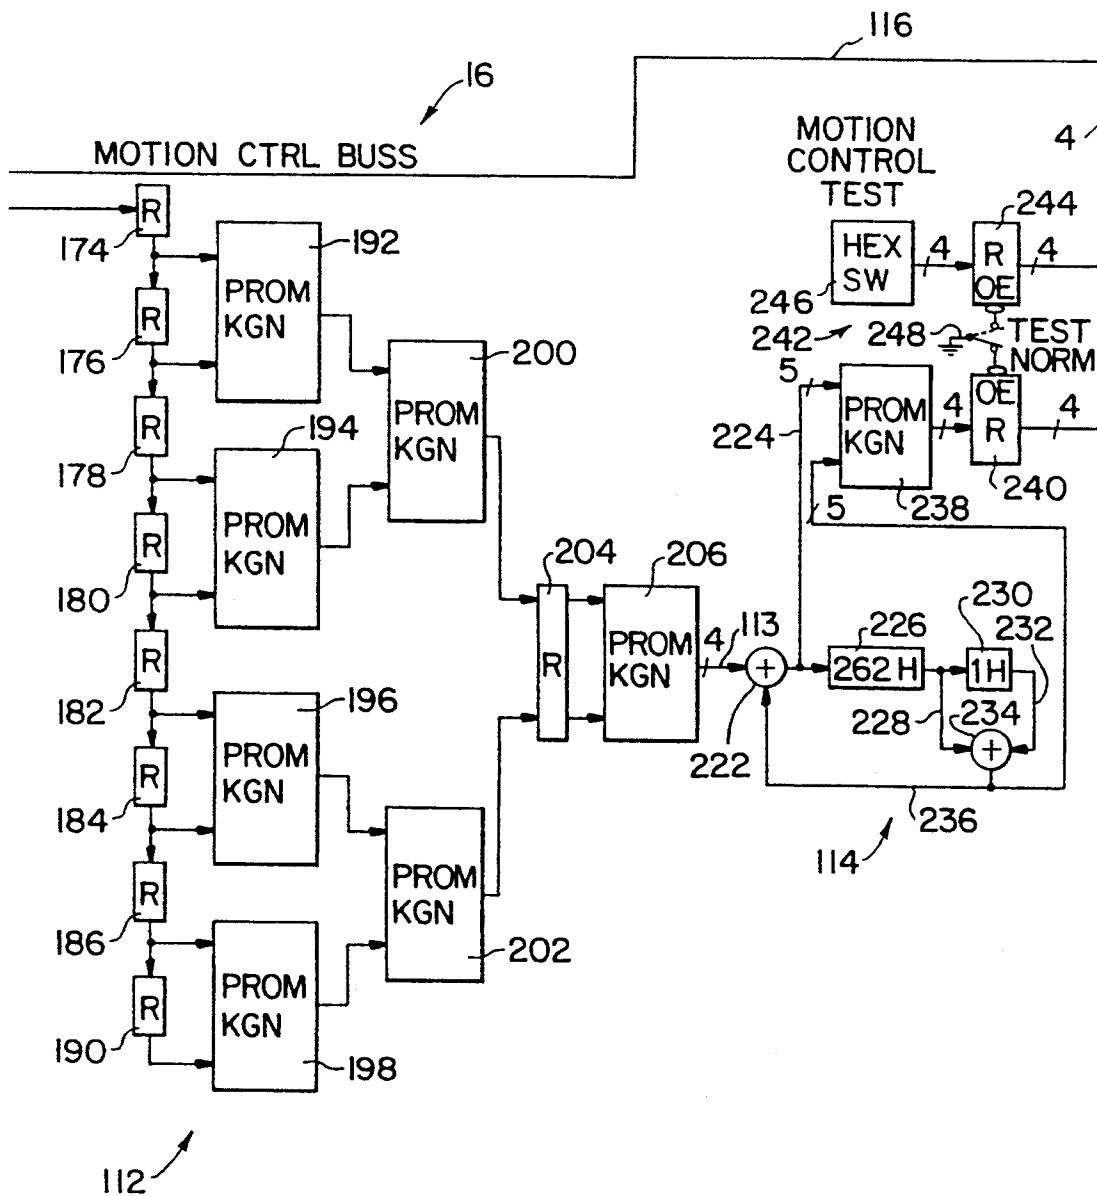 116
16
MOTION CTRL BUSS
MOTION
CONTROL
TEST
4
R
174
192
PROM
KGN
HEX
SW
246
4
R
OE
244
4
242
248
TEST
NORM
R
176
200
PROM
KGN
5
224
PROM
KGN
238
4
OE
R
240
4
5
R
178
194
PROM
KGN
R
180
204
R
206
PROM
KGN
4
113
222
226
262 H
230
1H
232
228
234
236
114
R
182
196
PROM
KGN
R
184
PROM
KGN
202
R
186
PROM
KGN
198
R
190
112